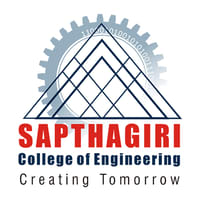 SAPTHAGIRI
College of Engineering
Creating Tomorrow